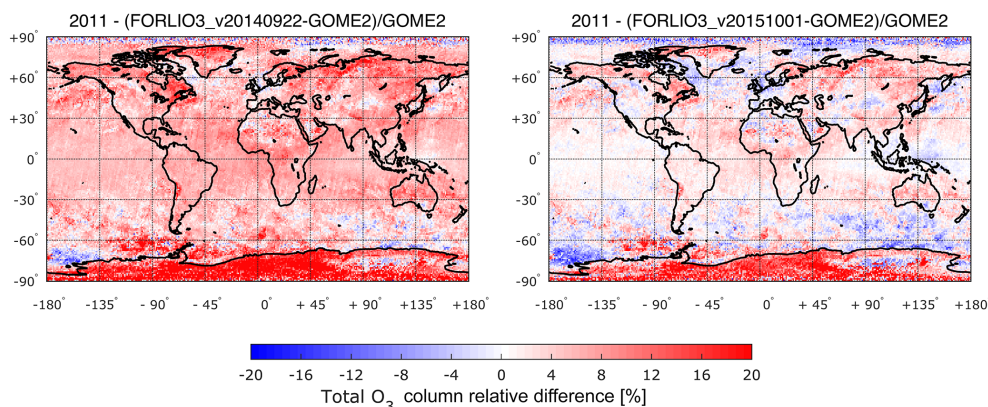 2011 - (FORLIO3_v20140922-GOME2)/GOME2
2011 - (FORLIO3_v20151001-GOME2)/GOME2
+90°
+60°
+30°
0°
-30°
-60°
-90°
-180° -135° -90° -45° 0° + 45° + 90° +135° +180°
+90°
+60°
+30°
0°
-30°
-60°
-90°
-180° -135° -90° -45° 0° + 45° + 90° +135° +180°
-20 -16 -12 -8 -4 0 4 8 12 16 20
Total O₃ column relative difference [%]